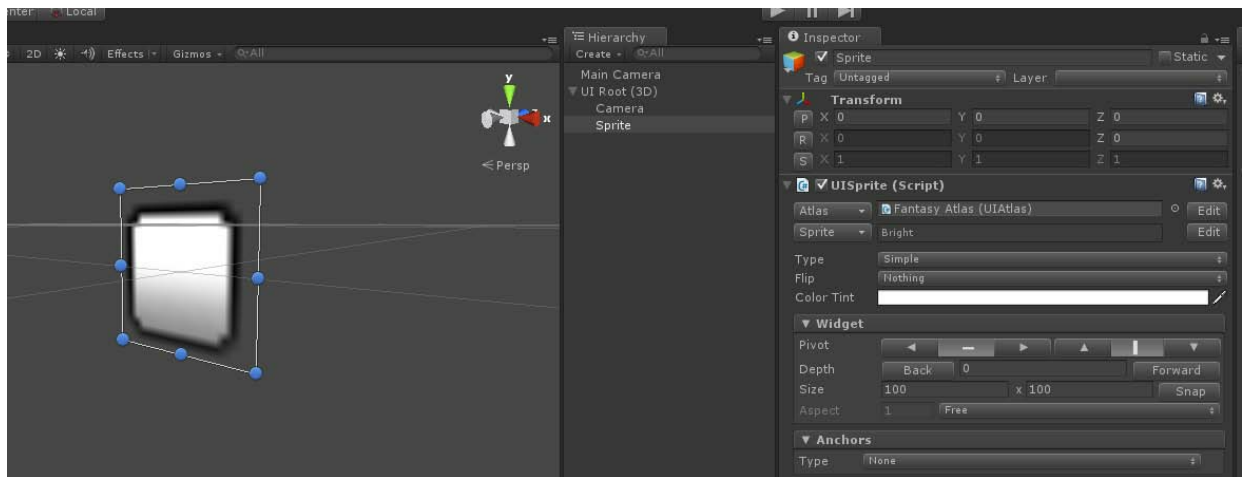 enter Local
2D Effects Gizmos All
y
x
Persp
Hierarchy
Create All
Main Camera
UI Root (3D)
Camera
Sprite
Inspector
Sprite Static
Tag Untagged Layer
Transform
P X 0 Y 0 Z 0
R X 0 Y 0 Z 0
S X 1 Y 1 Z 1
UISprite (Script)
Atlas Fantasy Atlas (UIAtlas) Edit
Sprite Bright Edit
Type Simple
Flip Nothing
Color Tint
Widget
Pivot
Depth Back 0 Forward
Size 100 x 100 Snap
Aspect 1 Free
Anchors
Type None